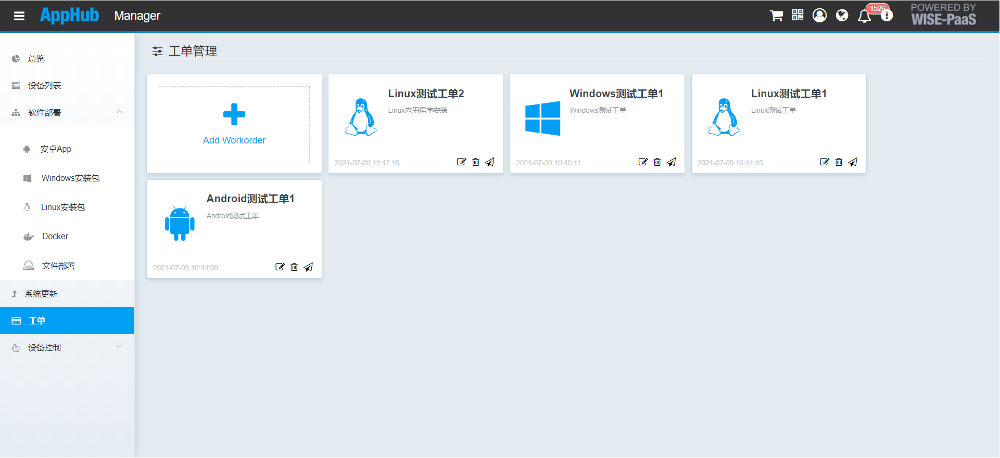 AppHub Manager
1526
POWERED BY
WISE-PaaS
总览
设备列表
软件部署
安卓App
Windows安装包
Linux安装包
Docker
文件部署
系统更新
工单
设备控制
工单管理
Add Workorder
Linux测试工单2
Linux应用程序安装
2021-07-09 11:47:16
Windows测试工单1
Windows测试工单
2021-07-09 10:45:11
Linux测试工单1
Linux测试工单
2021-07-09 10:44:45
Android测试工单1
Android测试工单
2021-07-09 10:44:08